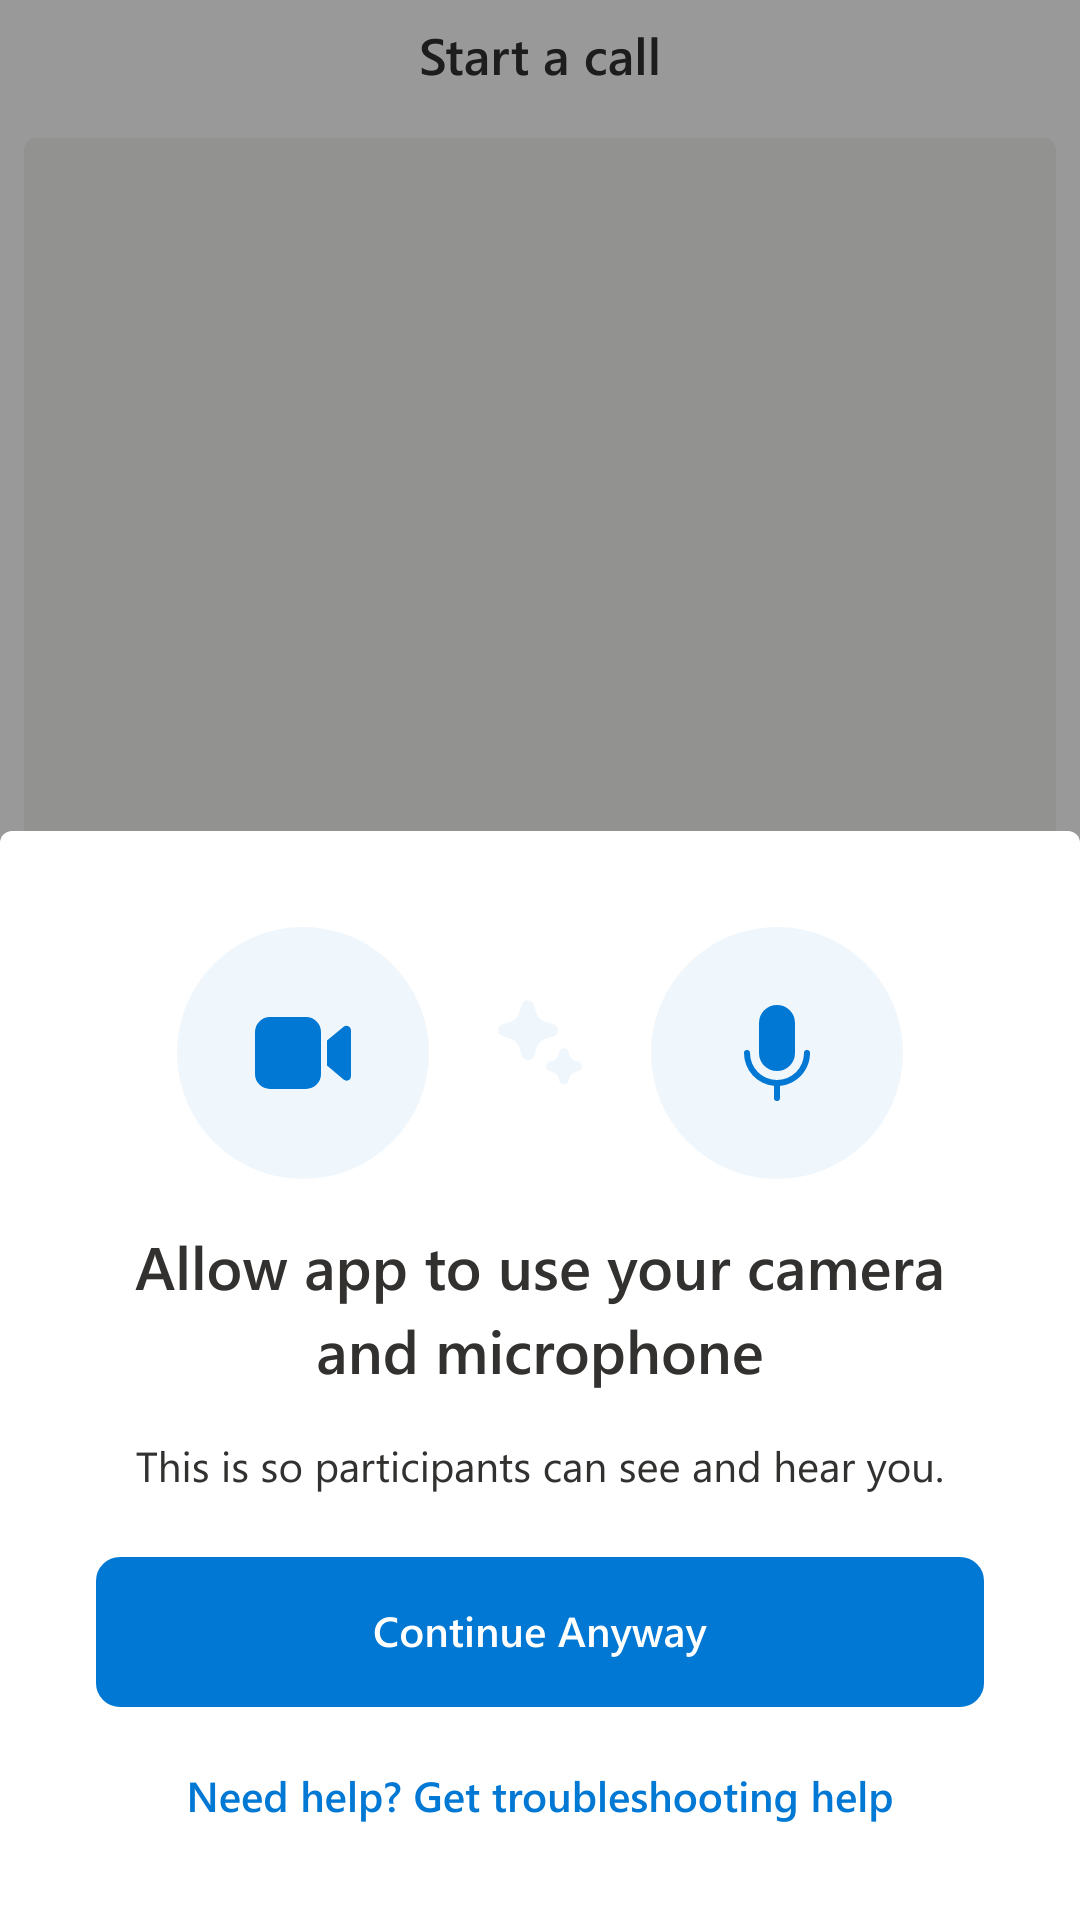 Start a call
Allow app to use your camera
and microphone
This is so participants can see and hear you.
Continue Anyway
Need help? Get troubleshooting help